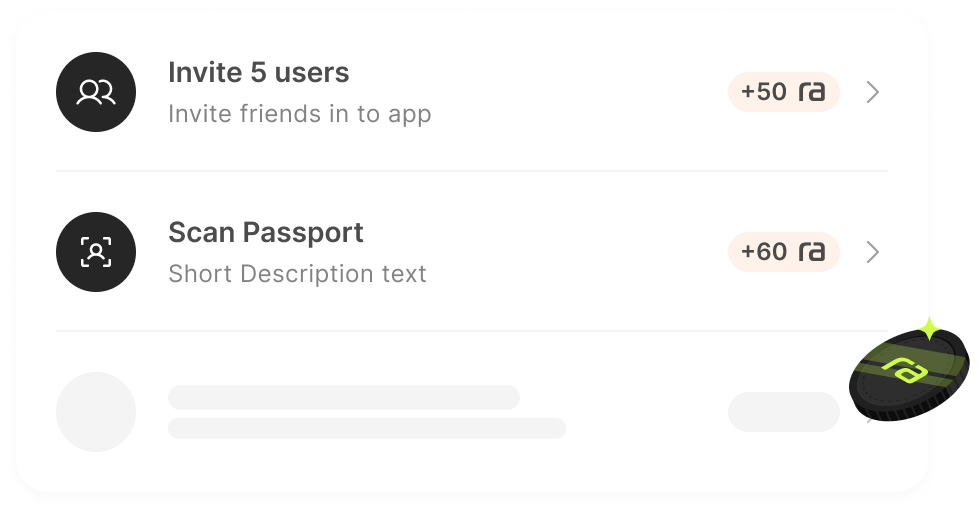 Invite 5 users
Invite friends in to app
+50 ra
Scan Passport
Short Description text
+60 ra
ra